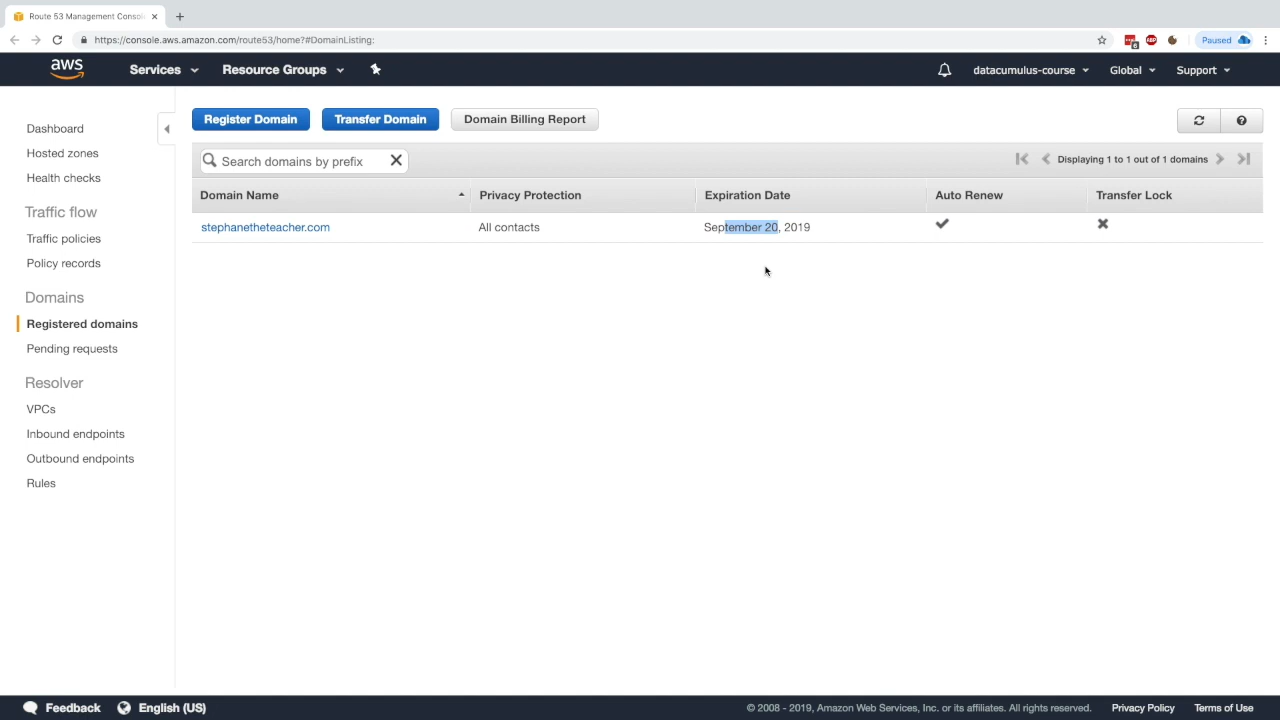 Route 53 Management Consol
https://console.aws.amazon.com/route53/home?#DomainListing:
6
ABP
Paused
aws
Services
Resource Groups
datacumulus-course
Global
Support
Dashboard
Hosted zones
Health checks
Traffic flow
Traffic policies
Policy records
Domains
Registered domains
Pending requests
Resolver
VPCs
Inbound endpoints
Outbound endpoints
Rules
Register Domain
Transfer Domain
Domain Billing Report
Search domains by prefix
Displaying 1 to 1 out of 1 domains
Domain Name Privacy Protection Expiration Date Auto Renew Transfer Lock
stephanetheteacher.com All contacts September 20, 2019
Feedback
English (US)
© 2008 - 2019, Amazon Web Services, Inc. or its affiliates. All rights reserved.
Privacy Policy
Terms of Use